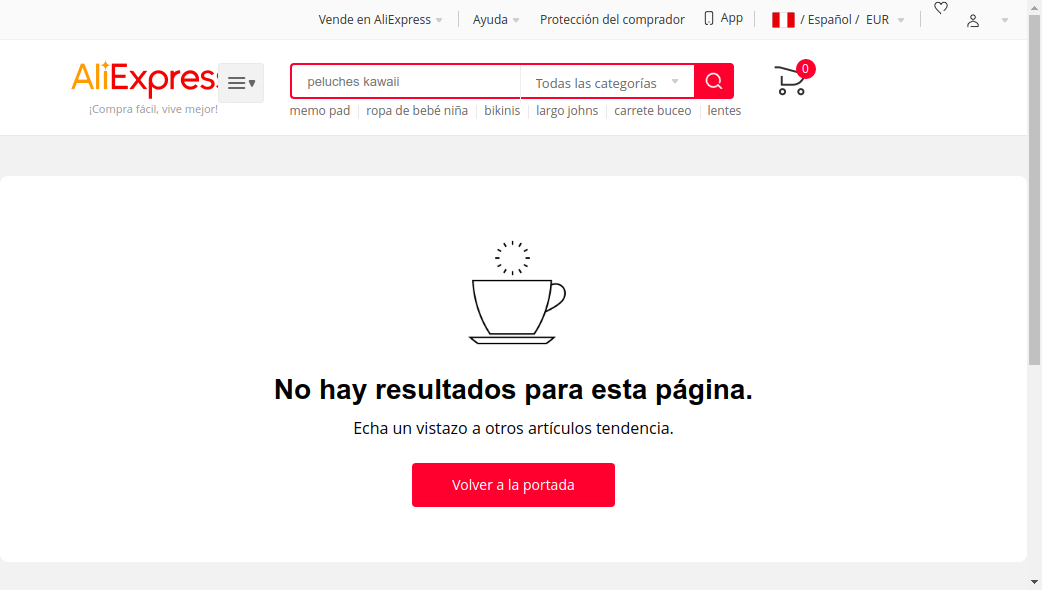 Vende en AliExpress
Ayuda
Protección del comprador
App
/ Español / EUR
AliExpress
¡Compra fácil, vive mejor!
peluches kawaii
Todas las categorías
0
memo pad
ropa de bebé niña
bikinis
largo johns
carrete buceo
lentes
No hay resultados para esta página.
Echa un vistazo a otros artículos tendencia.
Volver a la portada